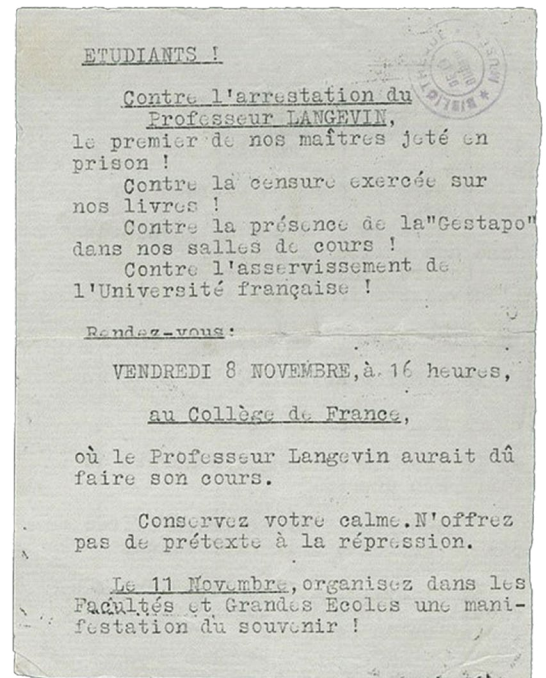 ETUDIANTS !
Contre l'arrestation du
Professeur LANGEVIN,
le premier de nos maîtres jeté en
prison !
Contre la censure exercée sur
nos livres !
Contre la présence de la"Gestapo"
dans nos salles de cours !
Contre l'asservissement de
l'Université française !
Rendez-vous:
VENDREDI 8 NOVEMBRE,à 16 heures,
au Collège de France,
où le Professeur Langevin aurait dû
faire son cours.
Conservez votre calme.N'offrez
pas de prétexte à la répression.
Le 11 Novembre,organisez dans les
Facultés et Grandes Ecoles une mani-
festation du souvenir !